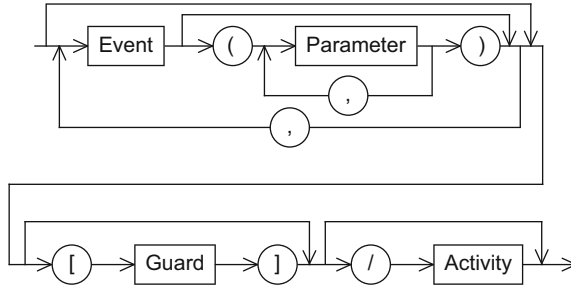 Event ( Parameter )
,
,
[ Guard ] / Activity